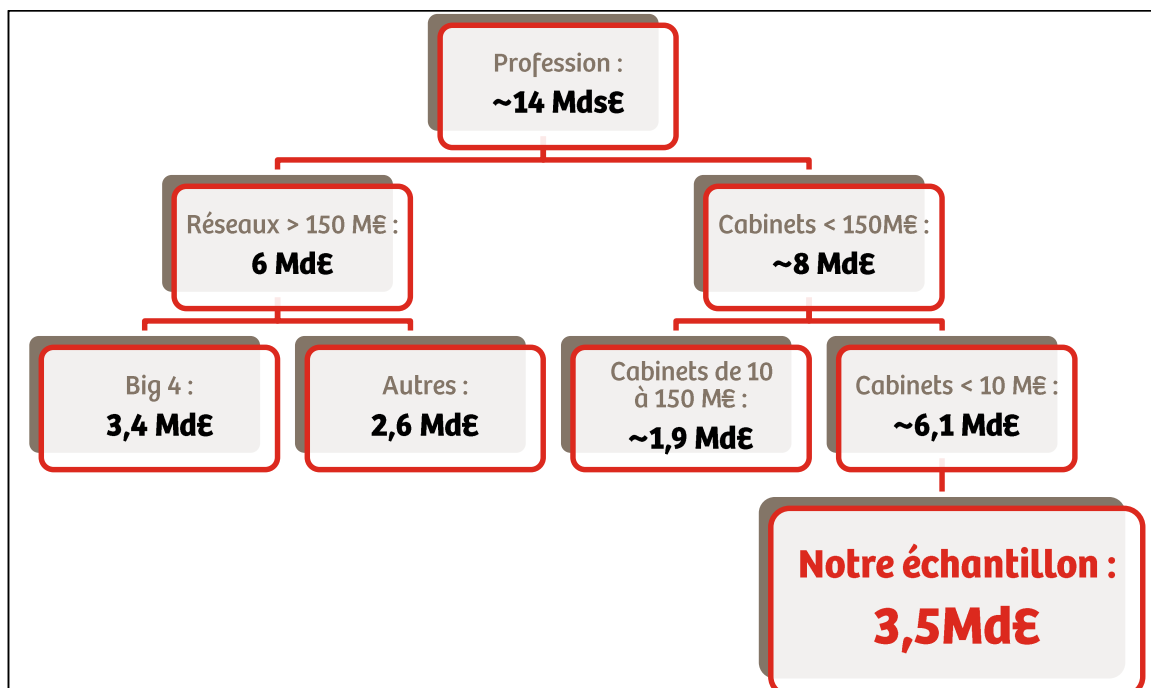 Profession :
~14 Mds€
Réseaux > 150 M€ :
6 Md€
Cabinets < 150M€ :
~8 Md€
Big 4 :
3,4 Md€
Autres :
2,6 Md€
Cabinets de 10
à 150 M€ :
~1,9 Md€
Cabinets < 10 M€ :
~6,1 Md€
Notre échantillon :
3,5Md€